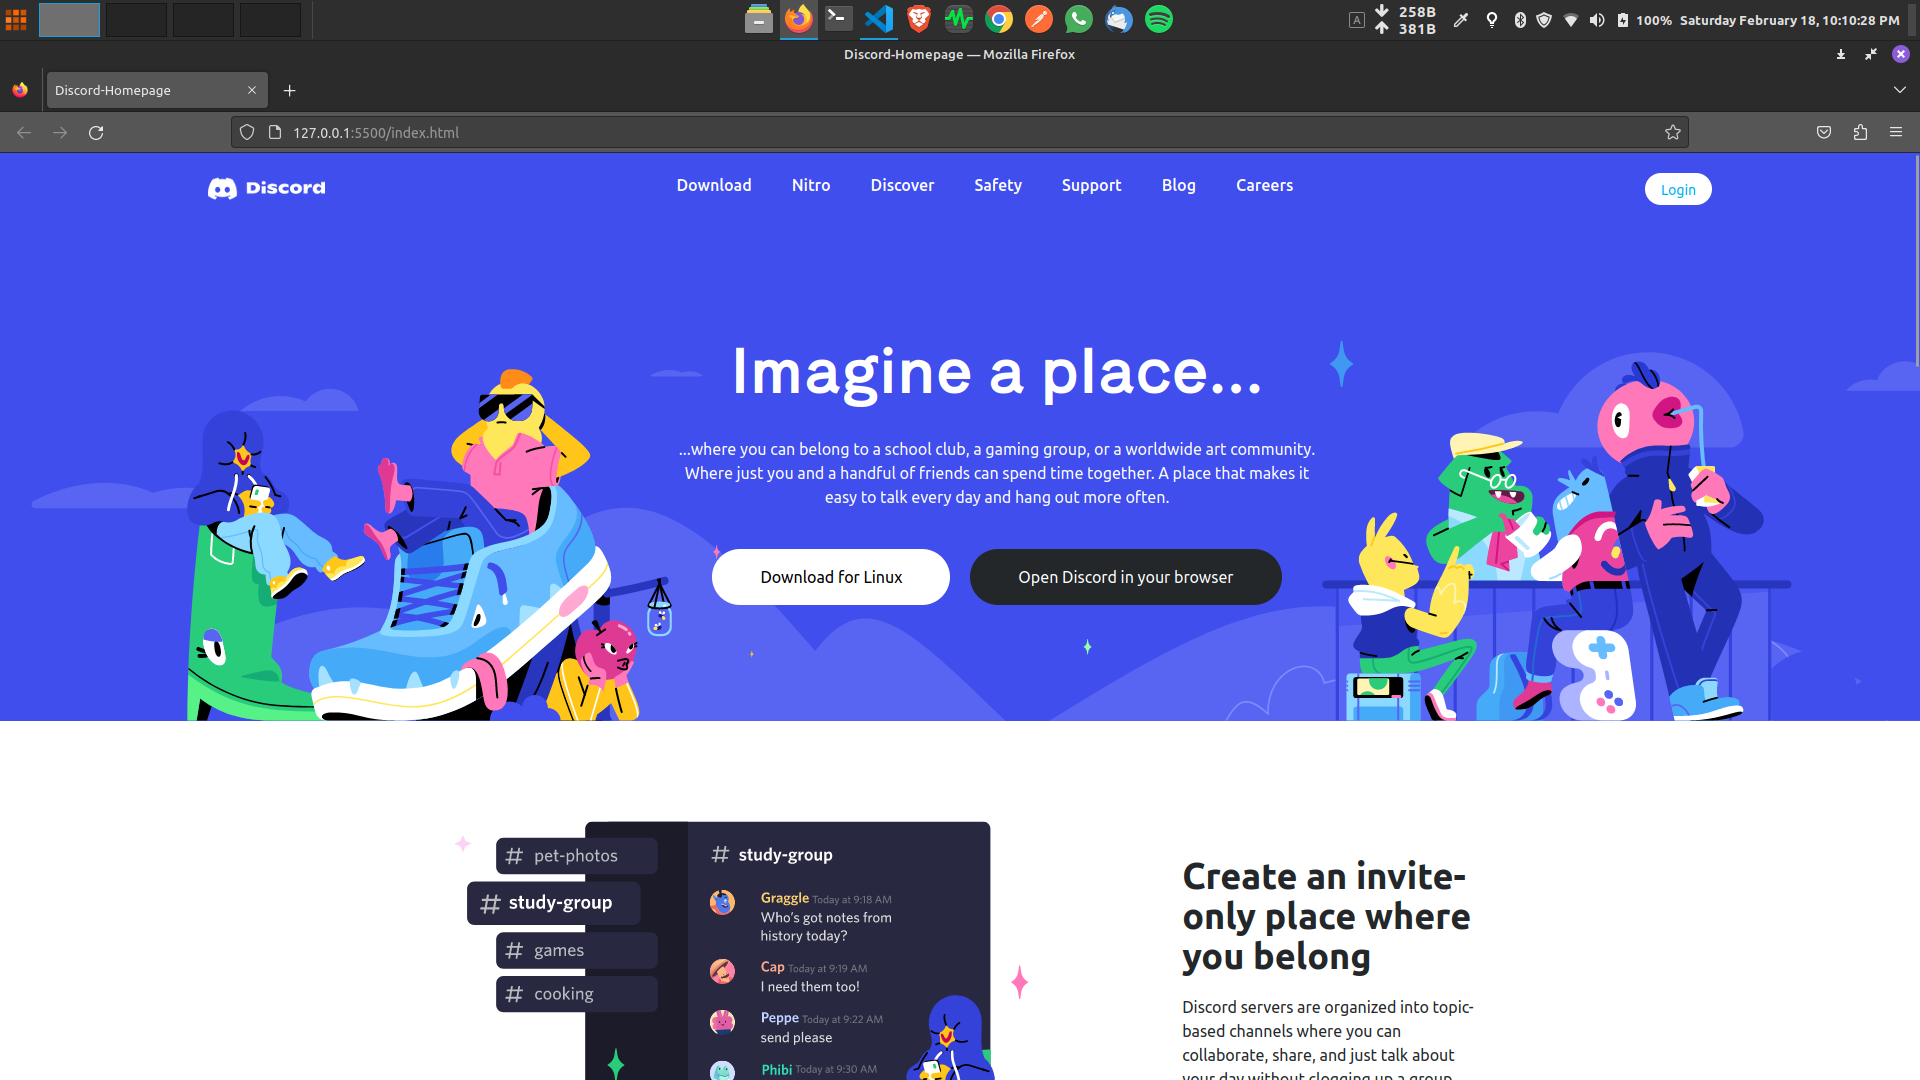 A
258B
381B
100%
Saturday February 18, 10:10:28 PM
Discord-Homepage — Mozilla Firefox
Discord-Homepage
127.0.0.1:5500/index.html
Discord
Download
Nitro
Discover
Safety
Support
Blog
Careers
Login
Imagine a place...
...where you can belong to a school club, a gaming group, or a worldwide art community.
Where just you and a handful of friends can spend time together. A place that makes it
easy to talk every day and hang out more often.
Download for Linux
Open Discord in your browser
# pet-photos
# study-group
# games
# cooking
# study-group
Graggle Today at 9:18 AM
Who's got notes from
history today?
Cap Today at 9:19 AM
I need them too!
Peppe Today at 9:22 AM
send please
Phibi Today at 9:30 AM
Create an invite-
only place where
you belong
Discord servers are organized into topic-
based channels where you can
collaborate, share, and just talk about
your day without clogging up a group